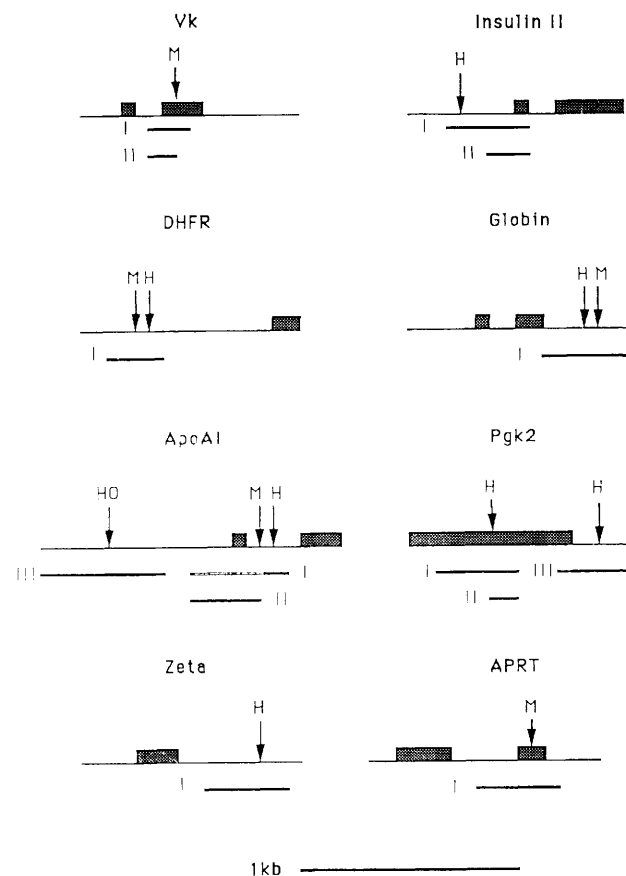 Vk
Insulin II
M
H
I
I
II
II
DHFR
Globin
M H
H M
I
I
ApoAI
Pgk2
HO
M H
H
H
III
I
I
III
II
II
Zeta
APRT
H
M
I
I
1kb